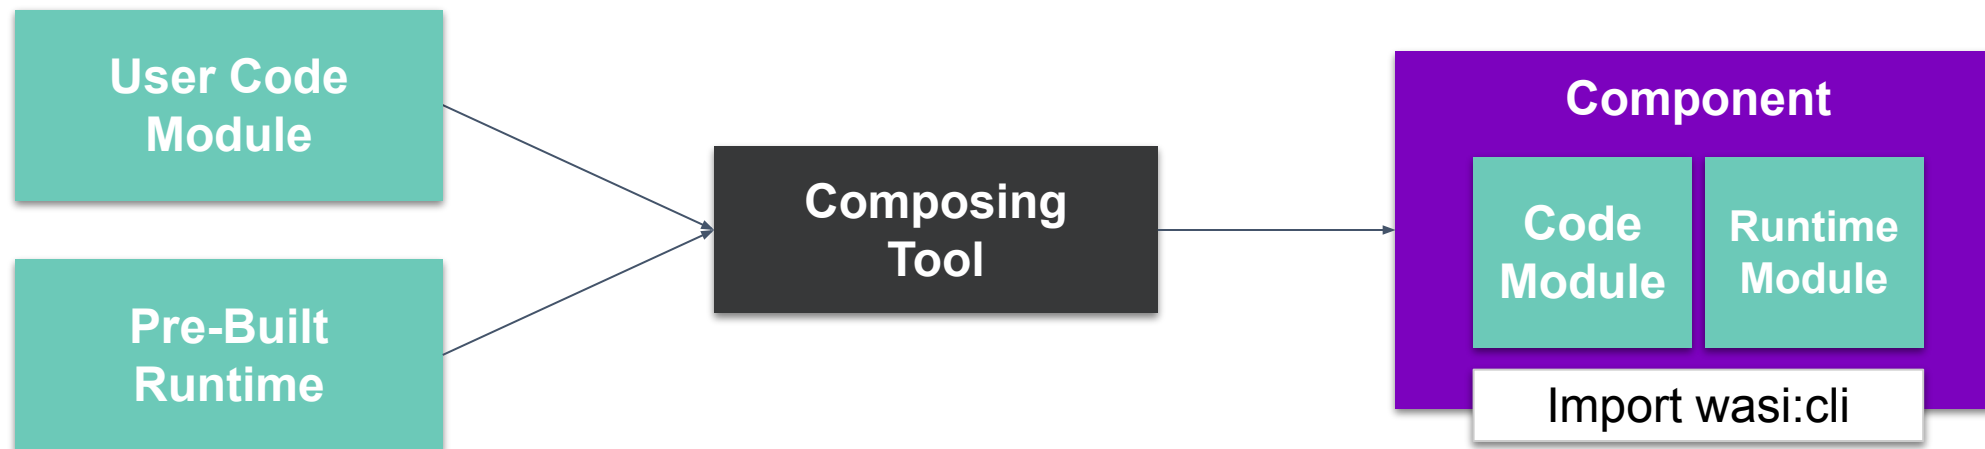 User Code
Module
Pre-Built
Runtime
Composing
Tool
Component
Code
Module
Runtime
Module
Import wasi:cli